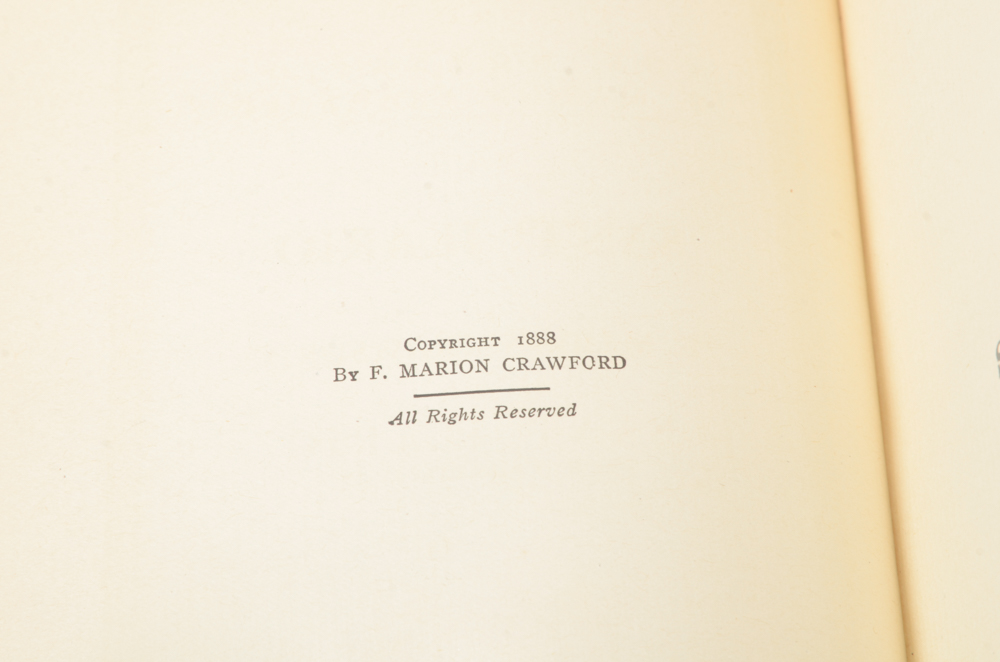 Copyright 1888
By F. MARION CRAWFORD
All Rights Reserved